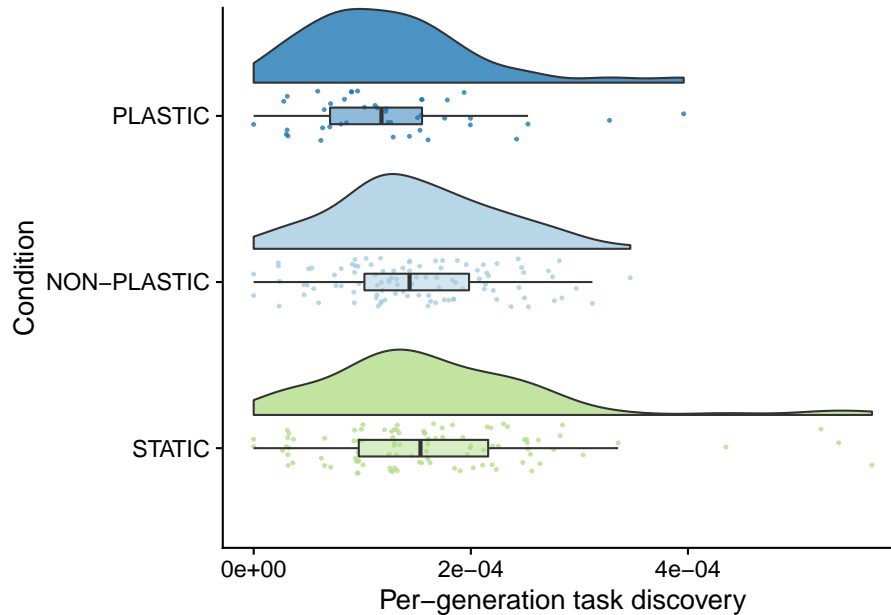 Condition
PLASTIC
NON−PLASTIC
STATIC
0e+00 2e−04 4e−04
Per−generation task discovery